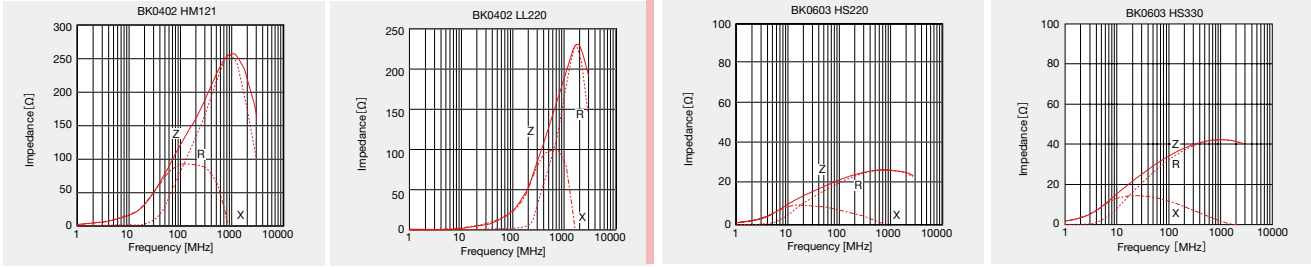 BK0402 HM121
300
250
200
150
100
50
0
Impedance [Ω]
Z
R
X
1
10
100
1000
10000
Frequency [MHz]
BK0402 LL220
250
200
150
100
50
0
Impedance [Ω]
Z
R
X
1
10
100
1000
10000
Frequency [MHz]
BK0603 HS220
100
80
60
40
20
0
Impedance [Ω]
Z
R
X
1
10
100
1000
10000
Frequency [MHz]
BK0603 HS330
100
80
60
40
20
0
Impedance [Ω]
Z
R
X
1
10
100
1000
10000
Frequency [MHz]